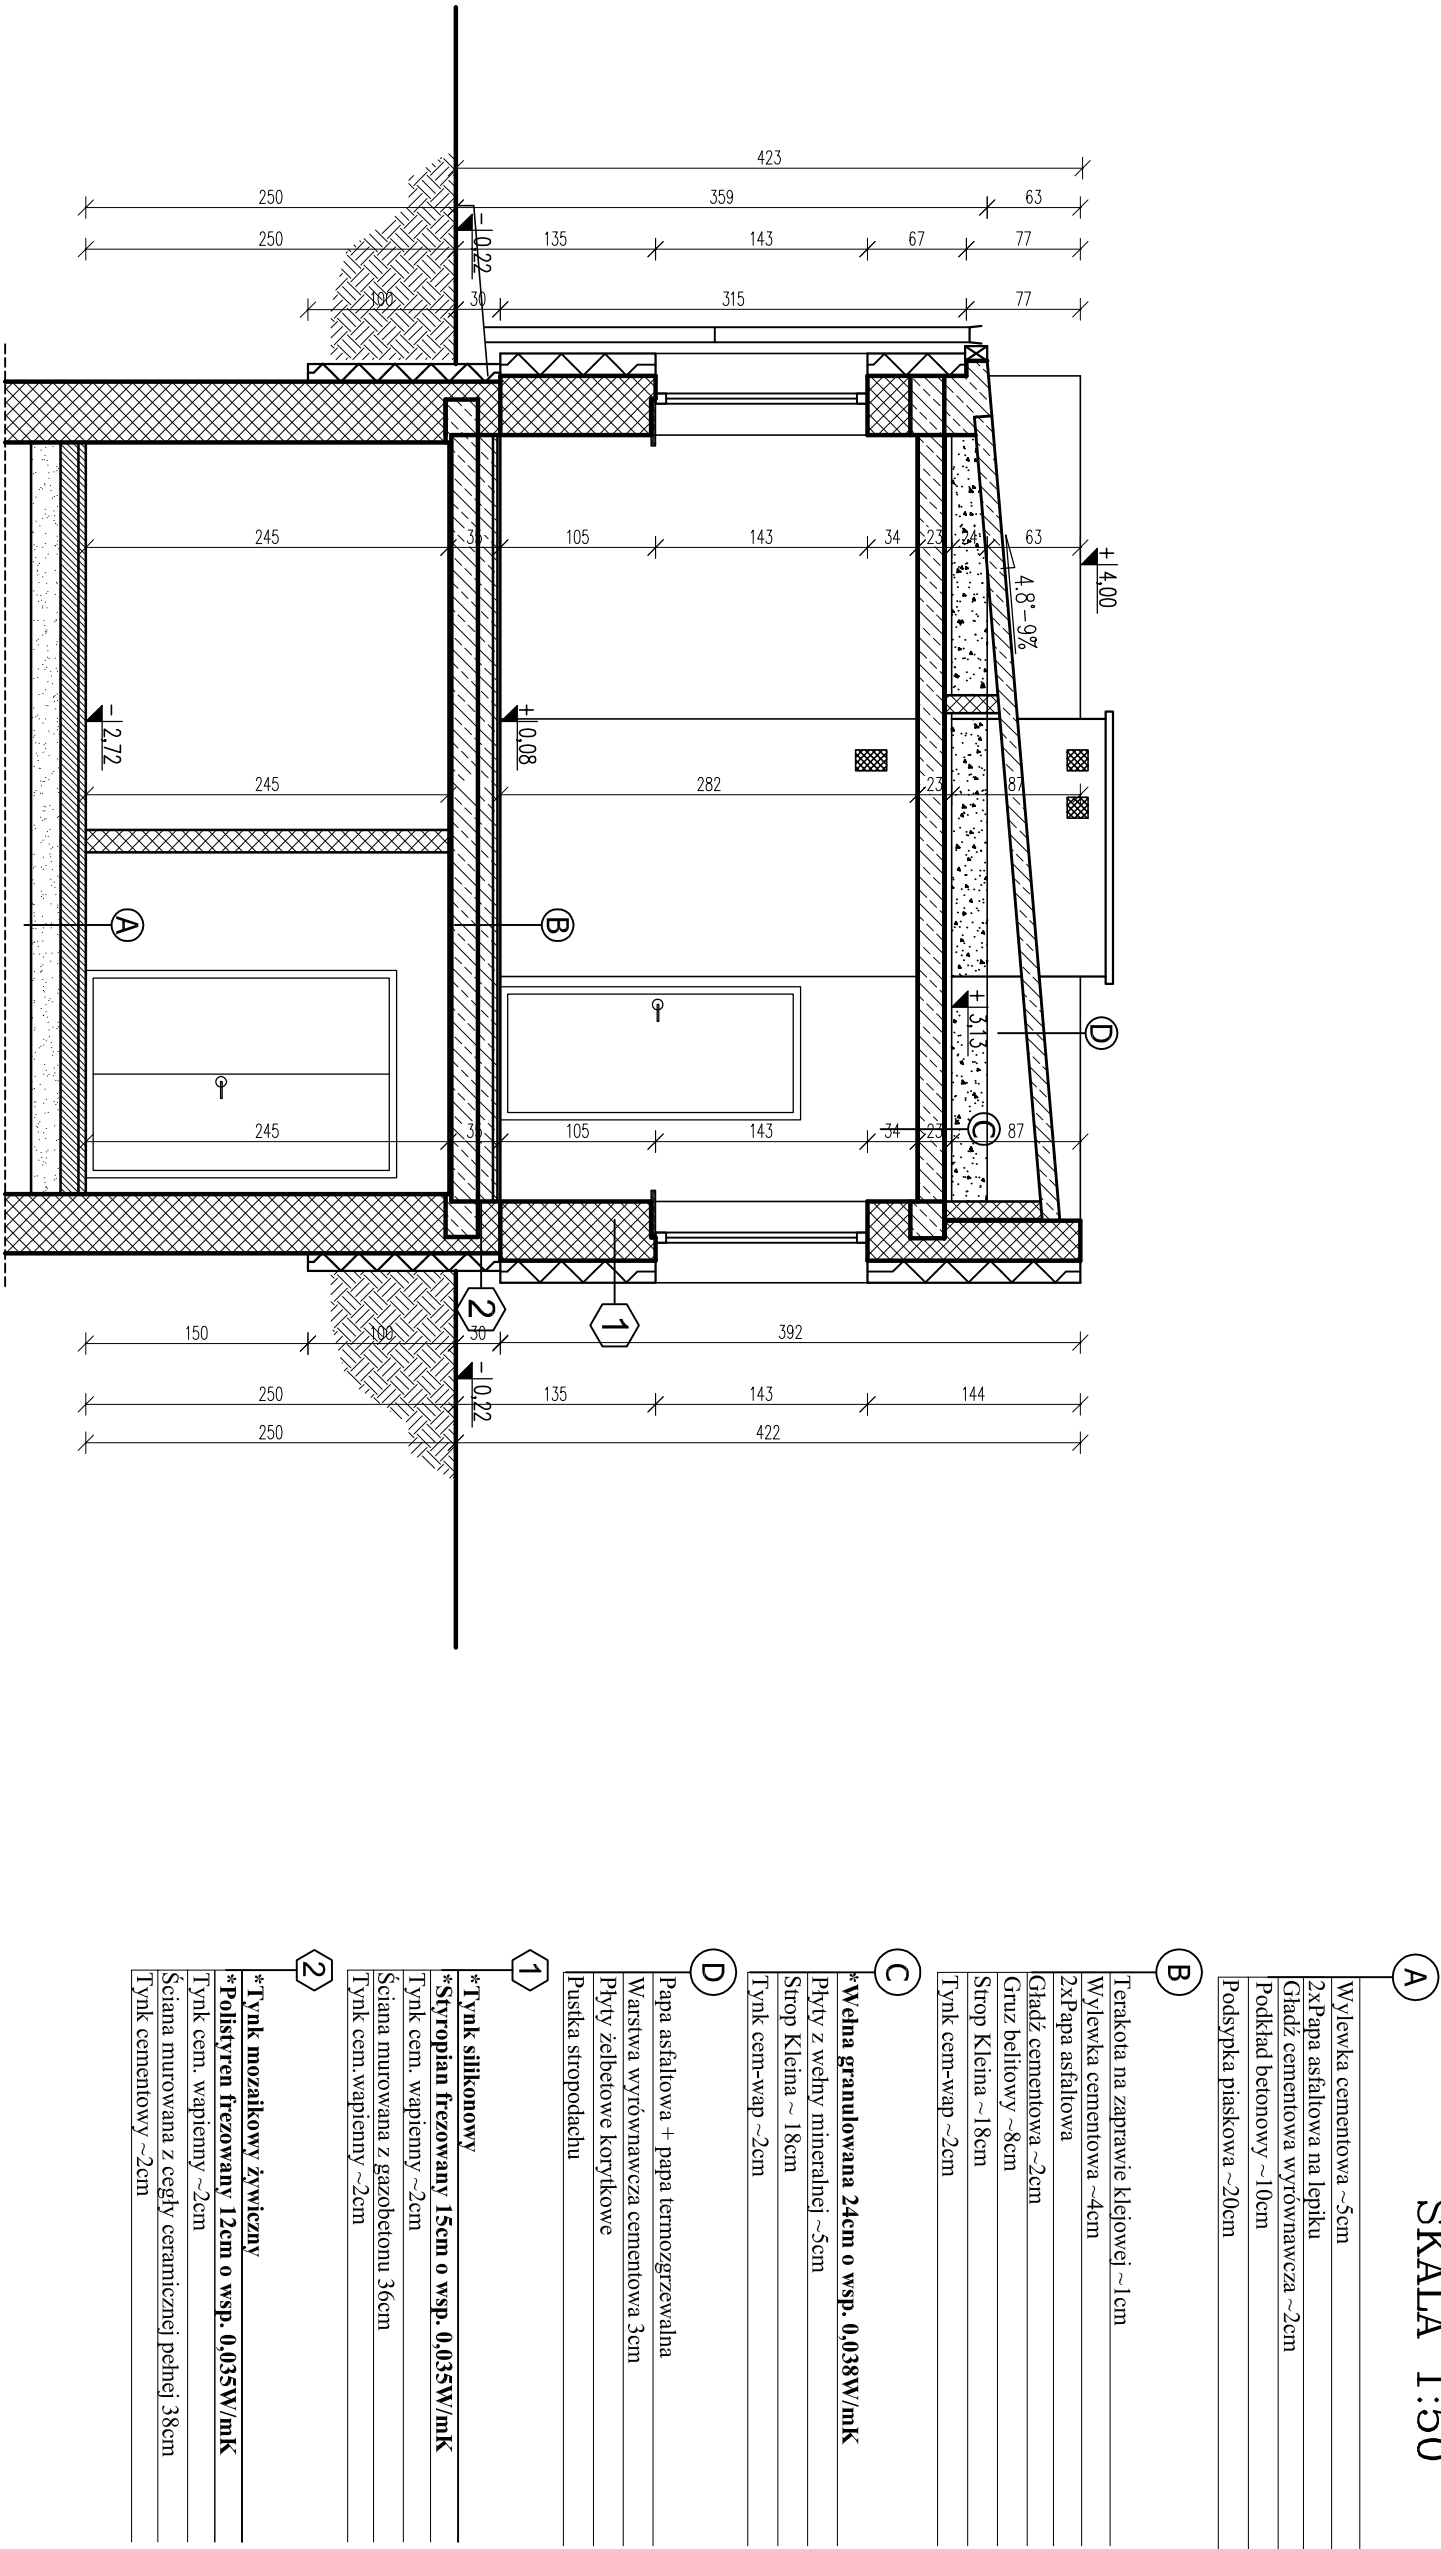 SKALA 1:50
A
Wylewka cementowa ~5cm
2xPapa asfaltowa na lepiku
Gładź cementowa wyrównawcza ~2cm
Podkład betonowy ~10cm
Podsypka piaskowa ~20cm
B
Terakota na zaprawie klejowej ~1cm
Wylewka cementowa ~4cm
2xPapa asfaltowa
Gładź cementowa ~2cm
Gruz belitowy ~8cm
Strop Kleina ~18cm
Tynk cem-wap ~2cm
C
*Wełna granulowana 24cm o wsp. 0,038W/mK
Płyty z wełny mineralnej ~5cm
Strop Kleina ~ 18cm
Tynk cem-wap ~2cm
D
Papa asfaltowa + papa termozgrzewalna
Warstwa wyrównawcza cementowa 3cm
Płyty żelbetowe korytkowe
Pustka stropodachu
1
*Tynk silikonowy
*Styropian frezowany 15cm o wsp. 0,035W/mK
Tynk cem. wapienny ~2cm
Ściana murowana z gazobetonu 36cm
Tynk cem.wapienny ~2cm
2
*Tynk mozaikowy żywiczny
*Polistyren frezowany 12cm o wsp. 0,035W/mK
Tynk cem. wapienny ~2cm
Ściana murowana z cegły ceramicznej pełnej 38cm
Tynk cementowy ~2cm
423
250 359 63
250 135 143 67 77
100 30 315 77
-0,22
245 105 143 34 23 24 63
+4,00
4.8°-9%
-2,72
+0,08
245 282 23 87
A
B
+3,13
D
C
245 105 143 34 23 87
2
1
150 100 30 392
-0,22
250 135 143 144
250 422